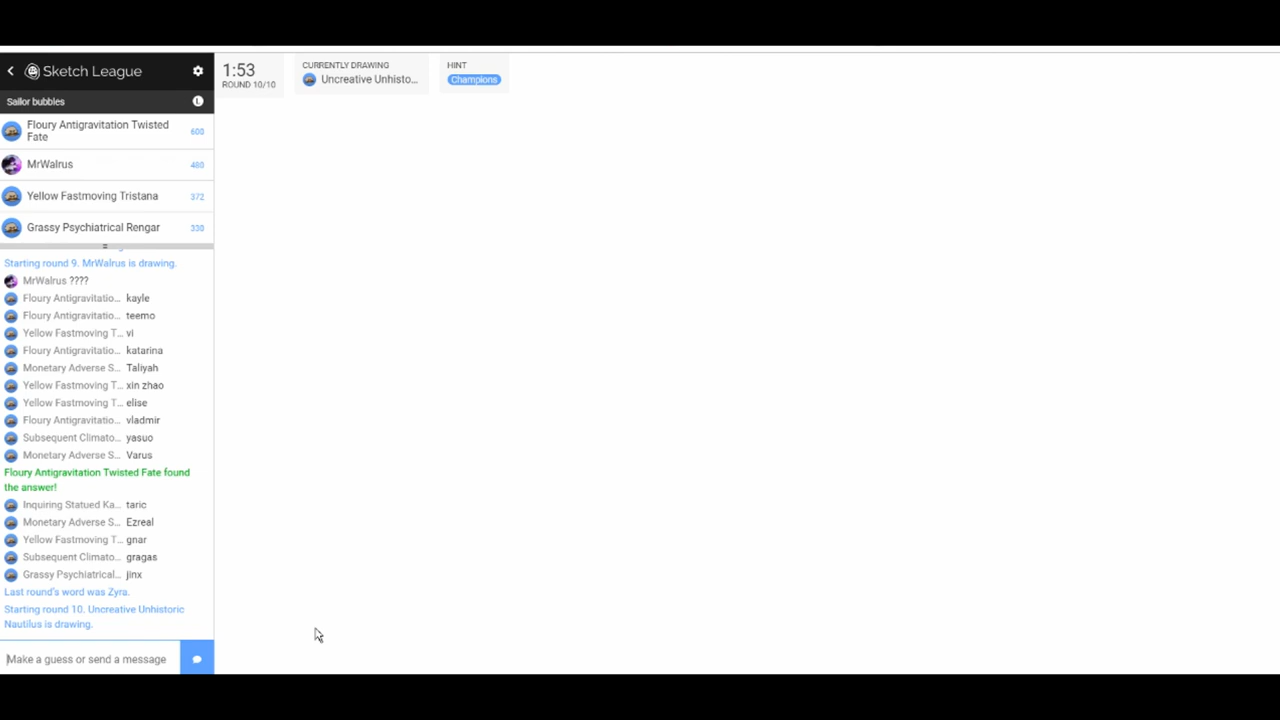 Sketch League
Sailor bubbles
L
Floury Antigravitation Twisted
Fate
600
MrWalrus
480
Yellow Fastmoving Tristana
372
Grassy Psychiatrical Rengar
330
Starting round 9. MrWalrus is drawing.
MrWalrus ????
Floury Antigravitatio... kayle
Floury Antigravitatio... teemo
Yellow Fastmoving T... vi
Floury Antigravitatio... katarina
Monetary Adverse S... Taliyah
Yellow Fastmoving T... xin zhao
Yellow Fastmoving T... elise
Floury Antigravitatio... vladmir
Subsequent Climato... yasuo
Monetary Adverse S... Varus
Floury Antigravitation Twisted Fate found
the answer!
Inquiring Statued Ka... taric
Monetary Adverse S... Ezreal
Yellow Fastmoving T... gnar
Subsequent Climato... gragas
Grassy Psychiatrical... jinx
Last round's word was Zyra.
Starting round 10. Uncreative Unhistoric
Nautilus is drawing.
Make a guess or send a message
1:53
ROUND 10/10
CURRENTLY DRAWING
Uncreative Unhisto...
HINT
Champions